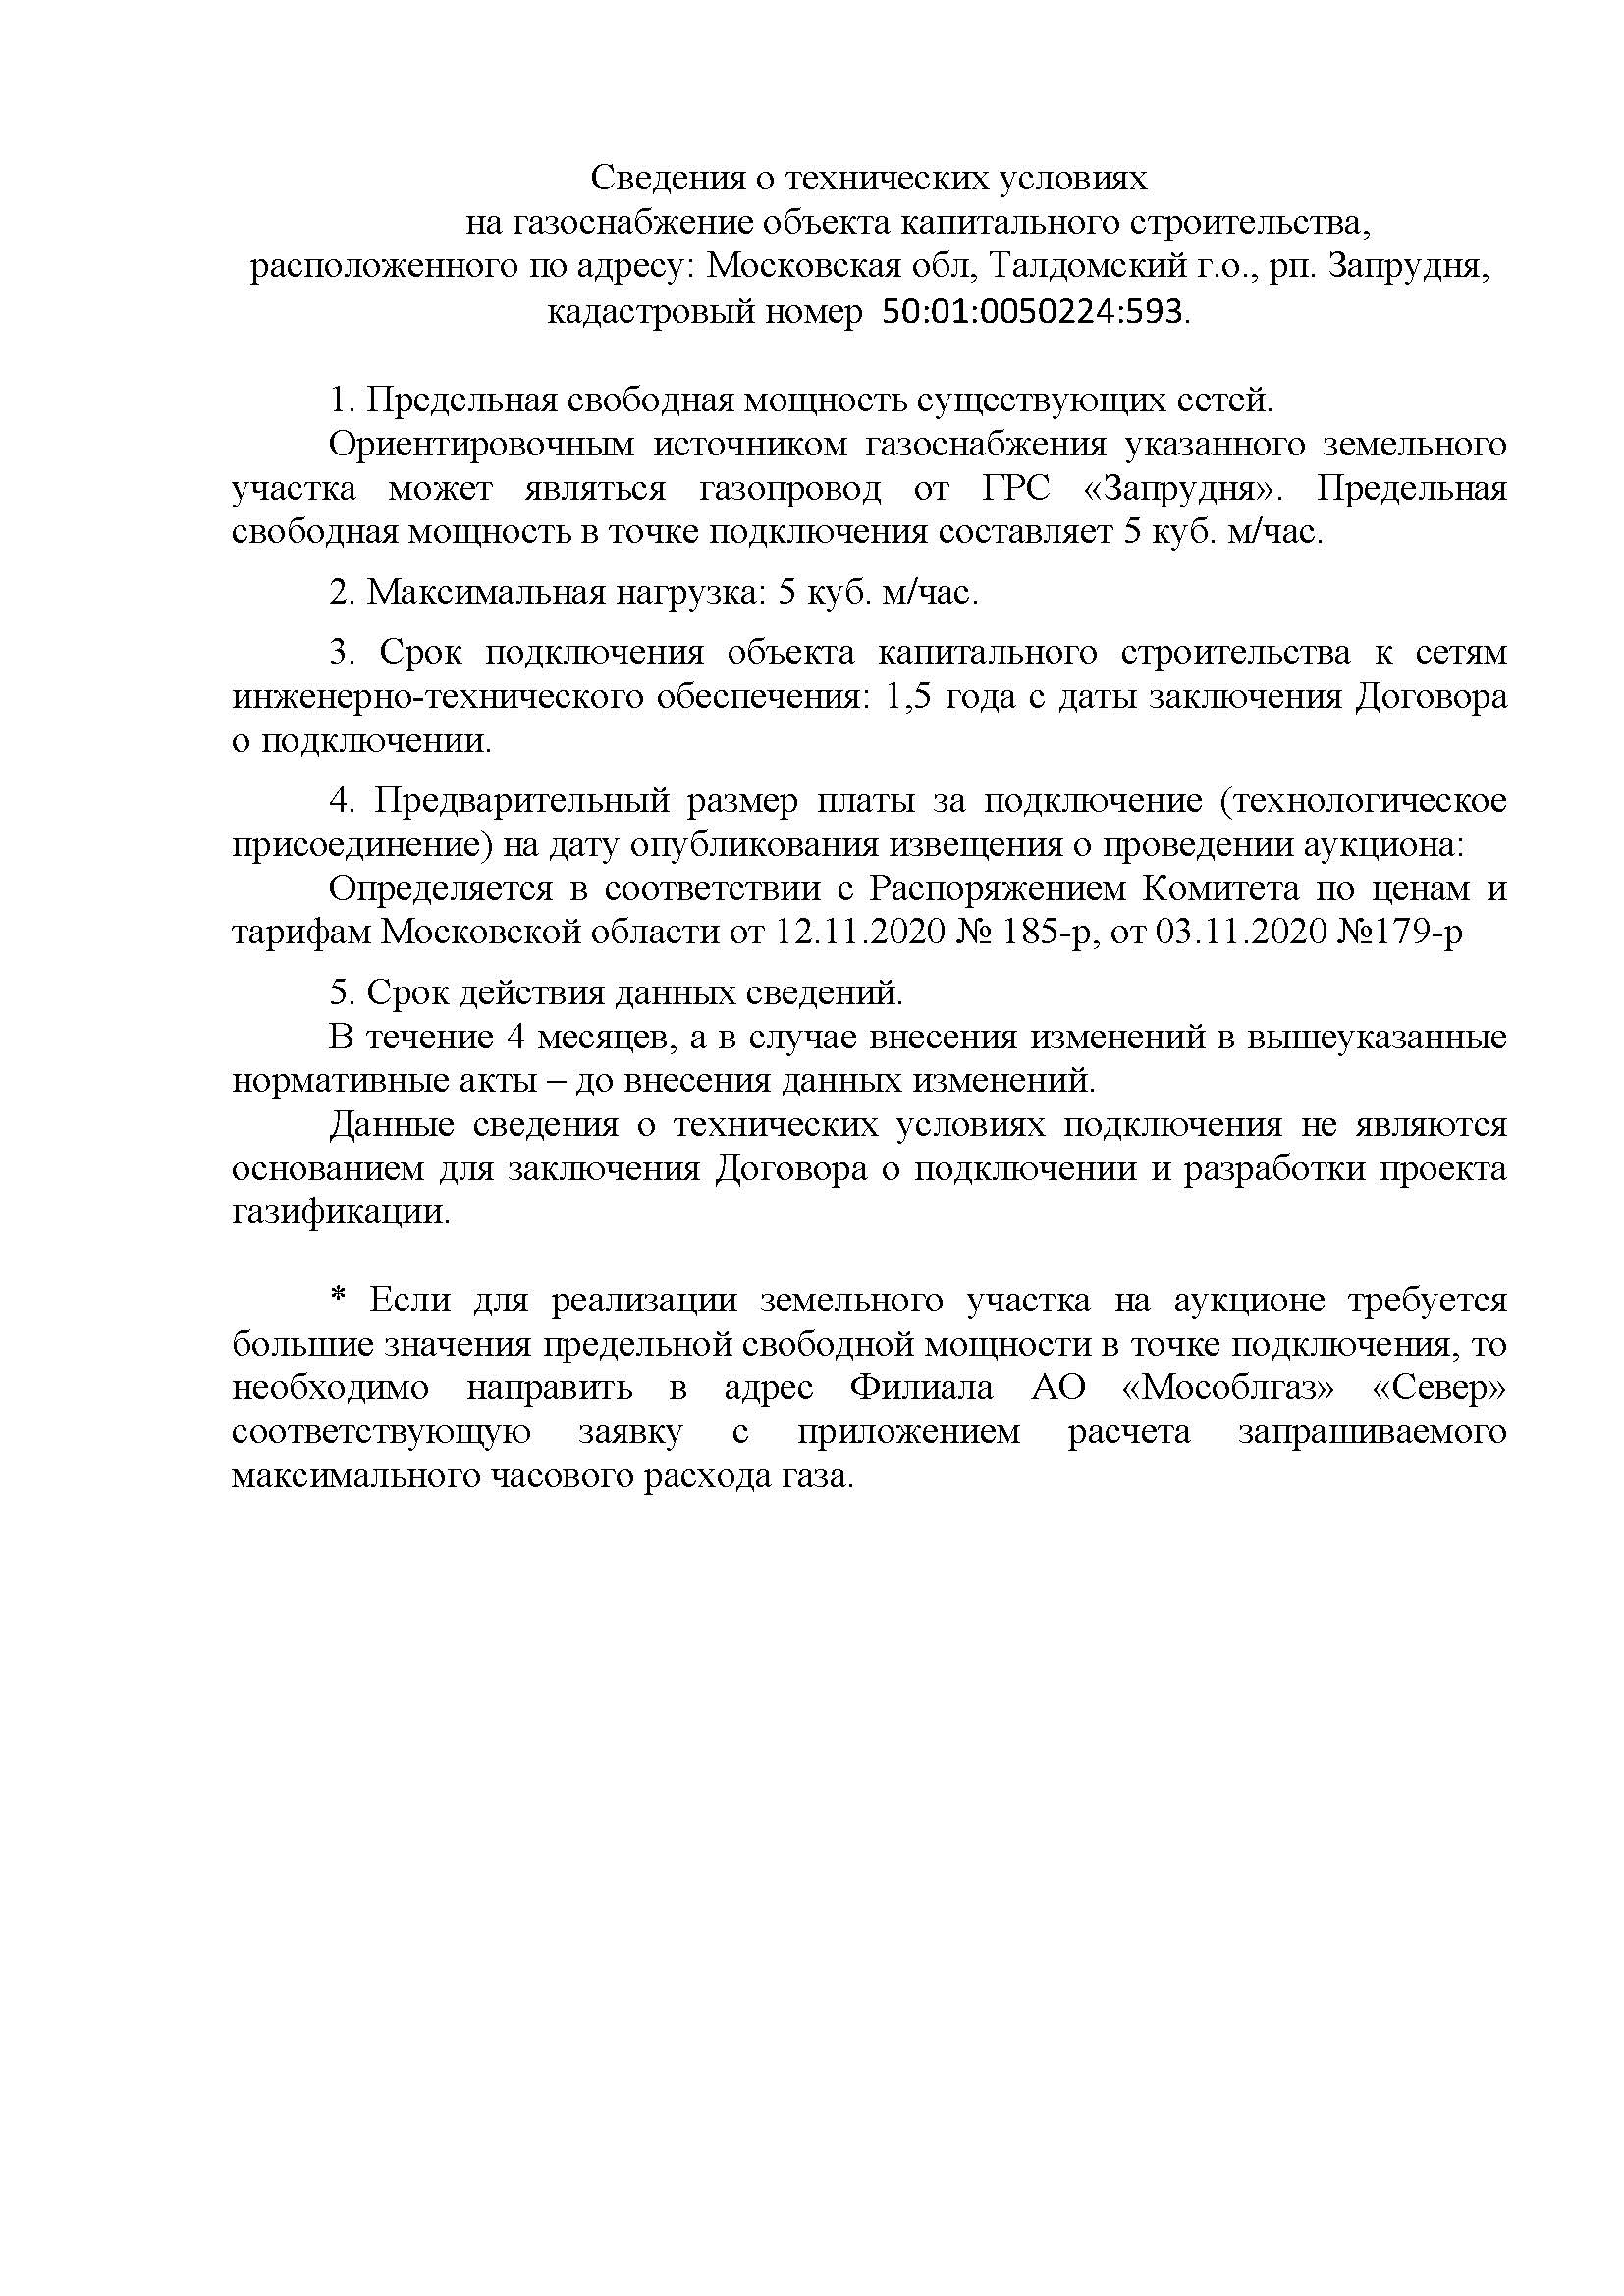 Сведения о технических условиях
на газоснабжение объекта капитального строительства,
расположенного по адресу: Московская обл, Талдомский г.о., рп. Запрудня,
кадастровый номер 50:01:0050224:593.
1. Предельная свободная мощность существующих сетей.
Ориентировочным источником газоснабжения указанного земельного
участка может являться газопровод от ГРС «Запрудня». Предельная
свободная мощность в точке подключения составляет 5 куб. м/час.
2. Максимальная нагрузка: 5 куб. м/час.
3. Срок подключения объекта капитального строительства к сетям
инженерно-технического обеспечения: 1,5 года с даты заключения Договора
о подключении.
4. Предварительный размер платы за подключение (технологическое
присоединение) на дату опубликования извещения о проведении аукциона:
Определяется в соответствии с Распоряжением Комитета по ценам и
тарифам Московской области от 12.11.2020 № 185-р, от 03.11.2020 №179-р
5. Срок действия данных сведений.
В течение 4 месяцев, а в случае внесения изменений в вышеуказанные
нормативные акты – до внесения данных изменений.
Данные сведения о технических условиях подключения не являются
основанием для заключения Договора о подключении и разработки проекта
газификации.
* Если для реализации земельного участка на аукционе требуется
большие значения предельной свободной мощности в точке подключения, то
необходимо направить в адрес Филиала АО «Мособлгаз» «Север»
соответствующую заявку с приложением расчета запрашиваемого
максимального часового расхода газа.